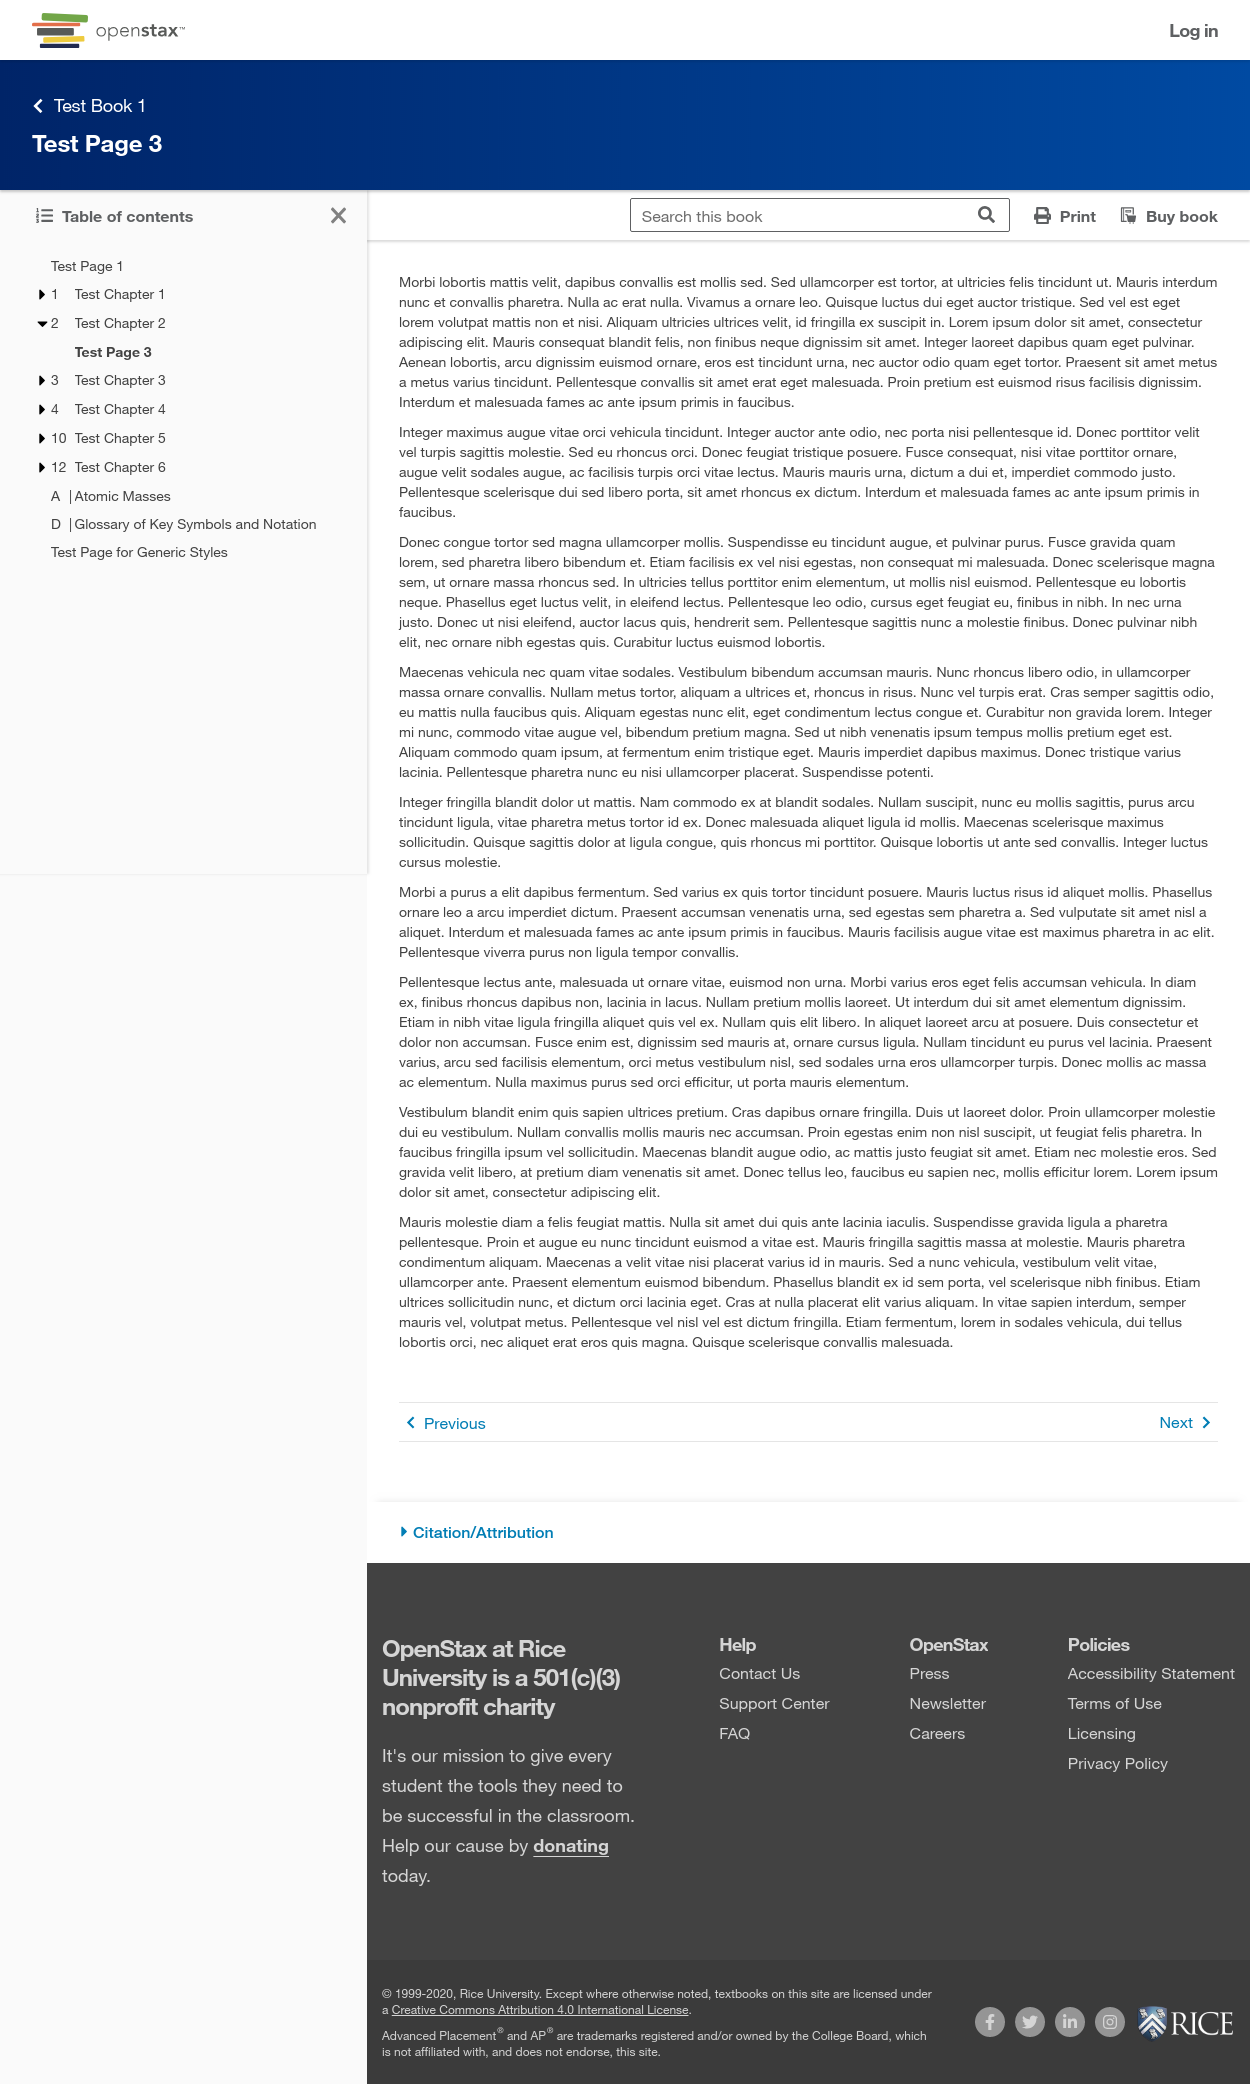 openstax™
Log in
Test Book 1
Test Page 3
Table of contents
Search this book
Print
Buy book
Test Page 1
1 Test Chapter 1
2 Test Chapter 2
Test Page 3
3 Test Chapter 3
4 Test Chapter 4
10 Test Chapter 5
12 Test Chapter 6
A | Atomic Masses
D | Glossary of Key Symbols and Notation
Test Page for Generic Styles
Morbi lobortis mattis velit, dapibus convallis est mollis sed. Sed ullamcorper est tortor, at ultricies felis tincidunt ut. Mauris interdum
nunc et convallis pharetra. Nulla ac erat nulla. Vivamus a ornare leo. Quisque luctus dui eget auctor tristique. Sed vel est eget
lorem volutpat mattis non et nisi. Aliquam ultricies ultrices velit, id fringilla ex suscipit in. Lorem ipsum dolor sit amet, consectetur
adipiscing elit. Mauris consequat blandit felis, non finibus neque dignissim sit amet. Integer laoreet dapibus quam eget pulvinar.
Aenean lobortis, arcu dignissim euismod ornare, eros est tincidunt urna, nec auctor odio quam eget tortor. Praesent sit amet metus
a metus varius tincidunt. Pellentesque convallis sit amet erat eget malesuada. Proin pretium est euismod risus facilisis dignissim.
Interdum et malesuada fames ac ante ipsum primis in faucibus.
Integer maximus augue vitae orci vehicula tincidunt. Integer auctor ante odio, nec porta nisi pellentesque id. Donec porttitor velit
vel turpis sagittis molestie. Sed eu rhoncus orci. Donec feugiat tristique posuere. Fusce consequat, nisi vitae porttitor ornare,
augue velit sodales augue, ac facilisis turpis orci vitae lectus. Mauris mauris urna, dictum a dui et, imperdiet commodo justo.
Pellentesque scelerisque dui sed libero porta, sit amet rhoncus ex dictum. Interdum et malesuada fames ac ante ipsum primis in
faucibus.
Donec congue tortor sed magna ullamcorper mollis. Suspendisse eu tincidunt augue, et pulvinar purus. Fusce gravida quam
lorem, sed pharetra libero bibendum et. Etiam facilisis ex vel nisi egestas, non consequat mi malesuada. Donec scelerisque magna
sem, ut ornare massa rhoncus sed. In ultricies tellus porttitor enim elementum, ut mollis nisl euismod. Pellentesque eu lobortis
neque. Phasellus eget luctus velit, in eleifend lectus. Pellentesque leo odio, cursus eget feugiat eu, finibus in nibh. In nec urna
justo. Donec ut nisi eleifend, auctor lacus quis, hendrerit sem. Pellentesque sagittis nunc a molestie finibus. Donec pulvinar nibh
elit, nec ornare nibh egestas quis. Curabitur luctus euismod lobortis.
Maecenas vehicula nec quam vitae sodales. Vestibulum bibendum accumsan mauris. Nunc rhoncus libero odio, in ullamcorper
massa ornare convallis. Nullam metus tortor, aliquam a ultrices et, rhoncus in risus. Nunc vel turpis erat. Cras semper sagittis odio,
eu mattis nulla faucibus quis. Aliquam egestas nunc elit, eget condimentum lectus congue et. Curabitur non gravida lorem. Integer
mi nunc, commodo vitae augue vel, bibendum pretium magna. Sed ut nibh venenatis ipsum tempus mollis pretium eget est.
Aliquam commodo quam ipsum, at fermentum enim tristique eget. Mauris imperdiet dapibus maximus. Donec tristique varius
lacinia. Pellentesque pharetra nunc eu nisi ullamcorper placerat. Suspendisse potenti.
Integer fringilla blandit dolor ut mattis. Nam commodo ex at blandit sodales. Nullam suscipit, nunc eu mollis sagittis, purus arcu
tincidunt ligula, vitae pharetra metus tortor id ex. Donec malesuada aliquet ligula id mollis. Maecenas scelerisque maximus
sollicitudin. Quisque sagittis dolor at ligula congue, quis rhoncus mi porttitor. Quisque lobortis ut ante sed convallis. Integer luctus
cursus molestie.
Morbi a purus a elit dapibus fermentum. Sed varius ex quis tortor tincidunt posuere. Mauris luctus risus id aliquet mollis. Phasellus
ornare leo a arcu imperdiet dictum. Praesent accumsan venenatis urna, sed egestas sem pharetra a. Sed vulputate sit amet nisl a
aliquet. Interdum et malesuada fames ac ante ipsum primis in faucibus. Mauris facilisis augue vitae est maximus pharetra in ac elit.
Pellentesque viverra purus non ligula tempor convallis.
Pellentesque lectus ante, malesuada ut ornare vitae, euismod non urna. Morbi varius eros eget felis accumsan vehicula. In diam
ex, finibus rhoncus dapibus non, lacinia in lacus. Nullam pretium mollis laoreet. Ut interdum dui sit amet elementum dignissim.
Etiam in nibh vitae ligula fringilla aliquet quis vel ex. Nullam quis elit libero. In aliquet laoreet arcu at posuere. Duis consectetur et
dolor non accumsan. Fusce enim est, dignissim sed mauris at, ornare cursus ligula. Nullam tincidunt eu purus vel lacinia. Praesent
varius, arcu sed facilisis elementum, orci metus vestibulum nisl, sed sodales urna eros ullamcorper turpis. Donec mollis ac massa
ac elementum. Nulla maximus purus sed orci efficitur, ut porta mauris elementum.
Vestibulum blandit enim quis sapien ultrices pretium. Cras dapibus ornare fringilla. Duis ut laoreet dolor. Proin ullamcorper molestie
dui eu vestibulum. Nullam convallis mollis mauris nec accumsan. Proin egestas enim non nisl suscipit, ut feugiat felis pharetra. In
faucibus fringilla ipsum vel sollicitudin. Maecenas blandit augue odio, ac mattis justo feugiat sit amet. Etiam nec molestie eros. Sed
gravida velit libero, at pretium diam venenatis sit amet. Donec tellus leo, faucibus eu sapien nec, mollis efficitur lorem. Lorem ipsum
dolor sit amet, consectetur adipiscing elit.
Mauris molestie diam a felis feugiat mattis. Nulla sit amet dui quis ante lacinia iaculis. Suspendisse gravida ligula a pharetra
pellentesque. Proin et augue eu nunc tincidunt euismod a vitae est. Mauris fringilla sagittis massa at molestie. Mauris pharetra
condimentum aliquam. Maecenas a velit vitae nisi placerat varius id in mauris. Sed a nunc vehicula, vestibulum velit vitae,
ullamcorper ante. Praesent elementum euismod bibendum. Phasellus blandit ex id sem porta, vel scelerisque nibh finibus. Etiam
ultrices sollicitudin nunc, et dictum orci lacinia eget. Cras at nulla placerat elit varius aliquam. In vitae sapien interdum, semper
mauris vel, volutpat metus. Pellentesque vel nisl vel est dictum fringilla. Etiam fermentum, lorem in sodales vehicula, dui tellus
lobortis orci, nec aliquet erat eros quis magna. Quisque scelerisque convallis malesuada.
Previous
Next
Citation/Attribution
OpenStax at Rice
University is a 501(c)(3)
nonprofit charity
It's our mission to give every
student the tools they need to
be successful in the classroom.
Help our cause by donating
today.
Help
Contact Us
Support Center
FAQ
OpenStax
Press
Newsletter
Careers
Policies
Accessibility Statement
Terms of Use
Licensing
Privacy Policy
© 1999-2020, Rice University. Except where otherwise noted, textbooks on this site are licensed under
a Creative Commons Attribution 4.0 International License.
Advanced Placement® and AP® are trademarks registered and/or owned by the College Board, which
is not affiliated with, and does not endorse, this site.
RICE